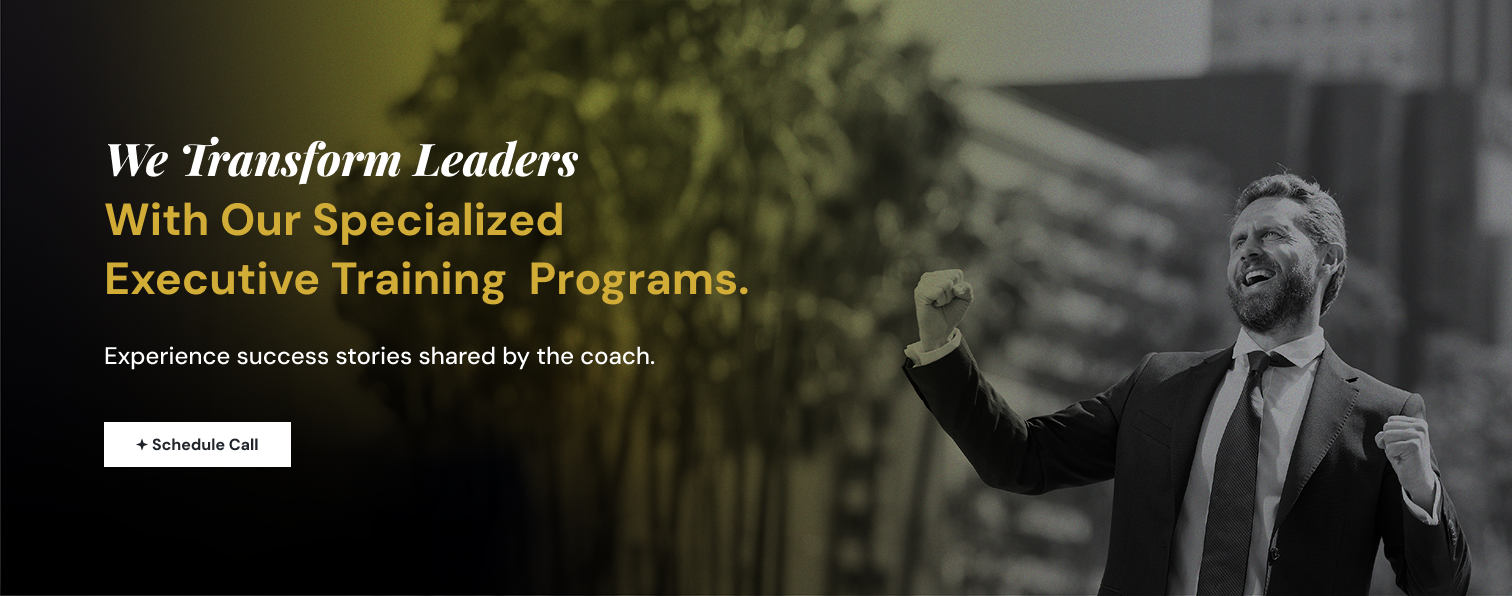 We Transform Leaders
With Our Specialized
Executive Training  Programs.
Experience success stories shared by the coach.
✦ Schedule Call